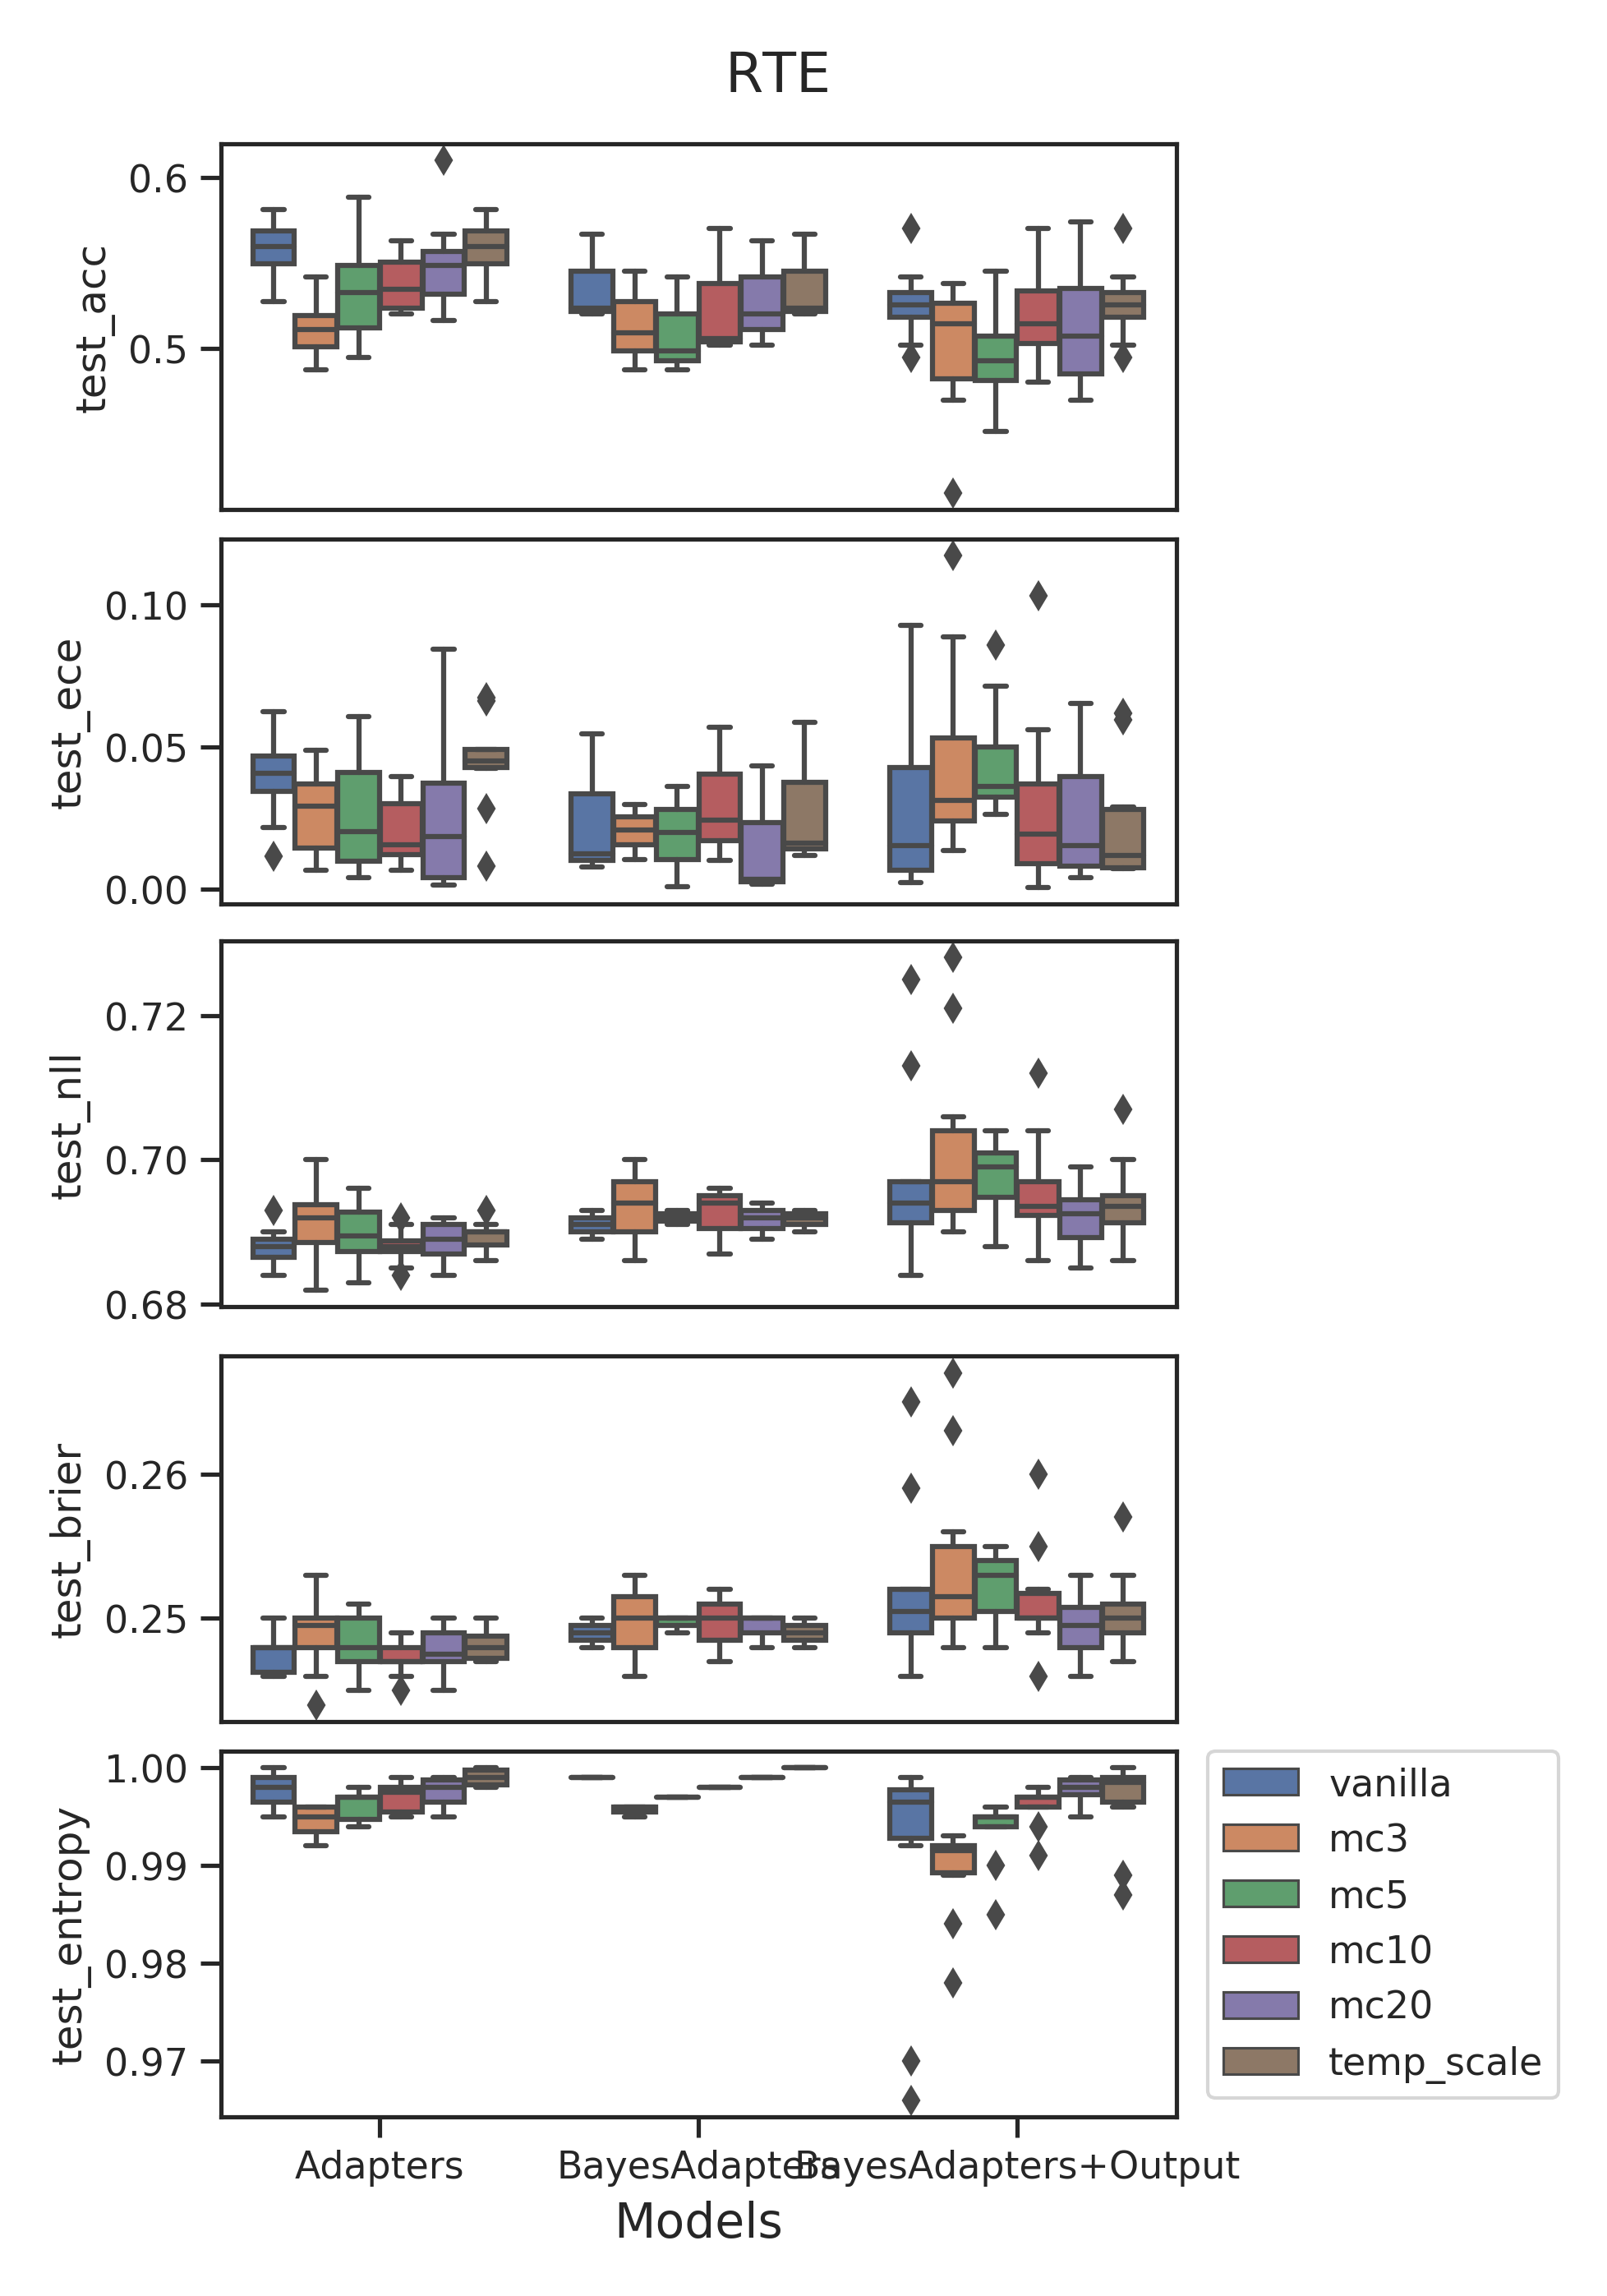 RTE
0.6
0.5
test_acc
0.10
0.05
0.00
test_ece
0.72
0.70
0.68
test_nll
0.26
0.25
test_brier
1.00
0.99
0.98
0.97
test_entropy
vanilla
mc3
mc5
mc10
mc20
temp_scale
Adapters
BayesAdapters
BayesAdapters+Output
Models